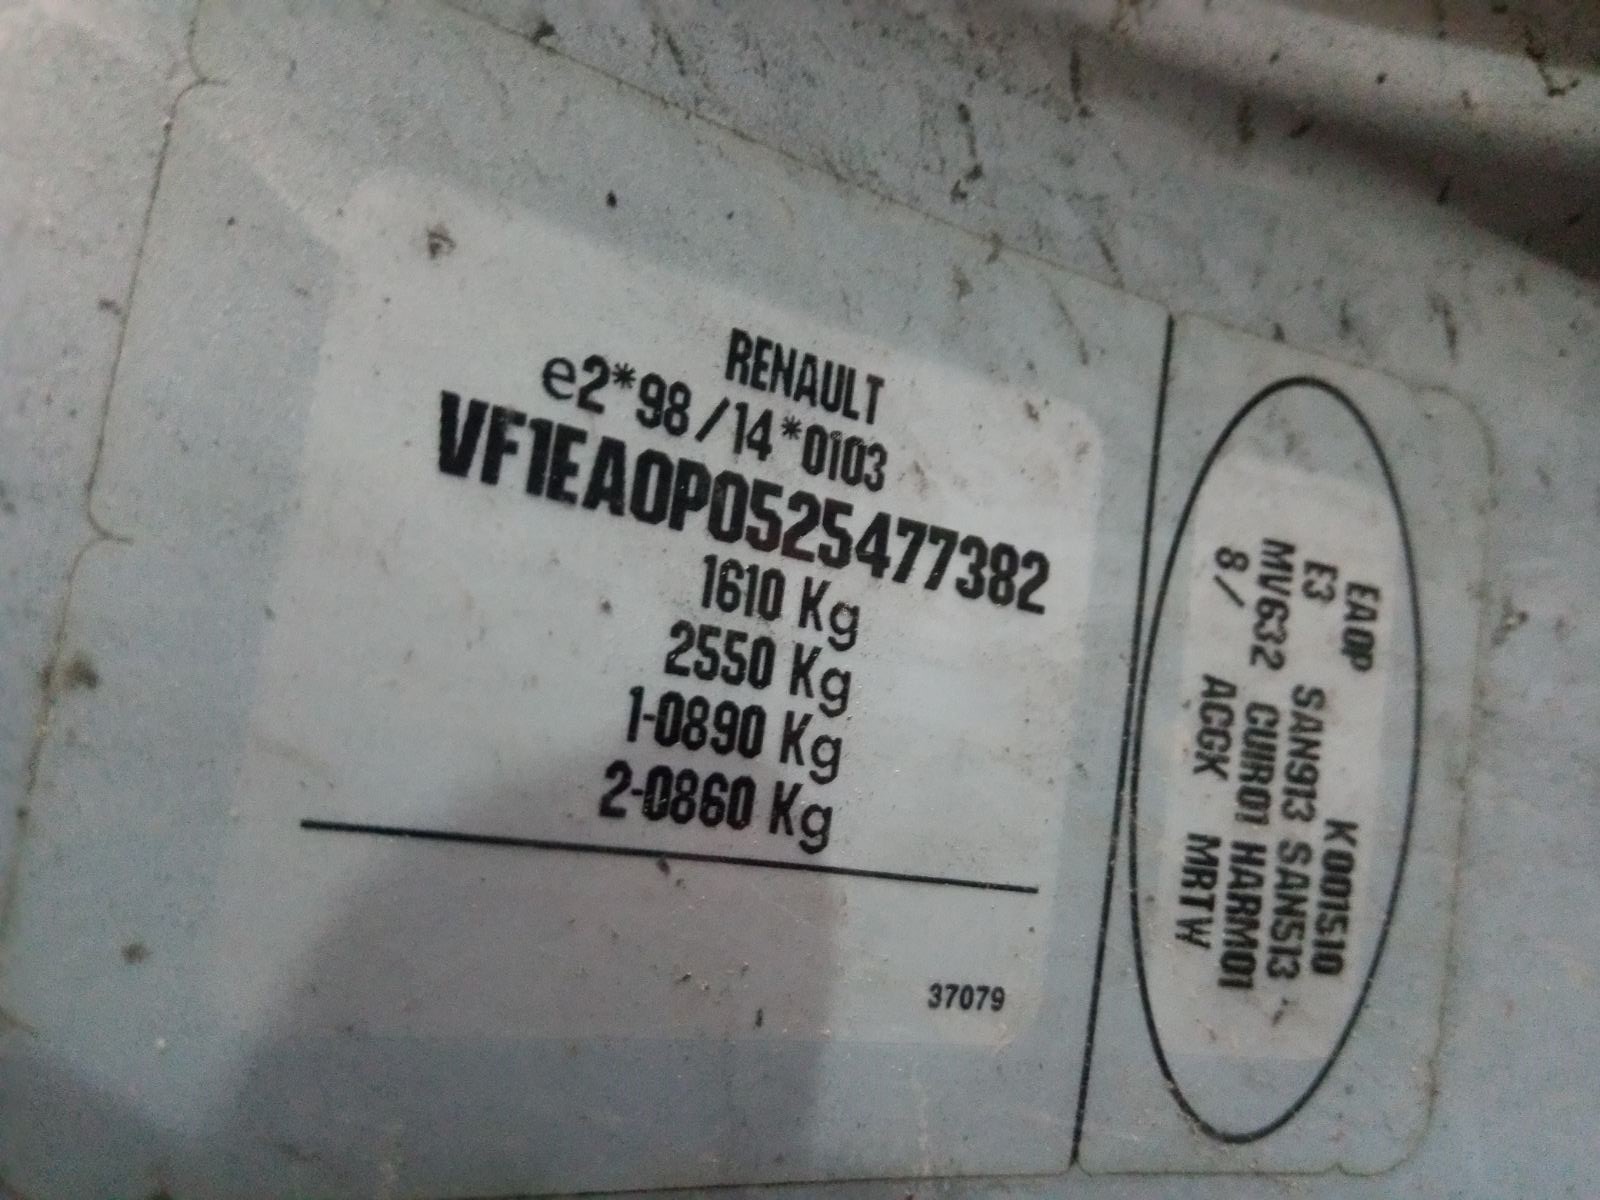 RENAULT
e2*98/14*0103
VF1EA0P0525477382
1610 Kg
2550 Kg
1-0890 Kg
2-0860 Kg
37079
EA0P K001510
E3 SAN913 SAN513
MV632 CUIR01 HARM01
8/ ACGK MRTW